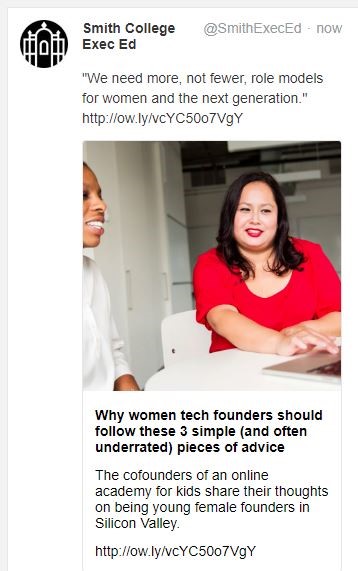 Smith College @SmithExecEd · now
Exec Ed
"We need more, not fewer, role models
for women and the next generation."
http://ow.ly/vcYC50o7VgY
Why women tech founders should
follow these 3 simple (and often
underrated) pieces of advice
The cofounders of an online
academy for kids share their thoughts
on being young female founders in
Silicon Valley.
http://ow.ly/vcYC50o7VgY